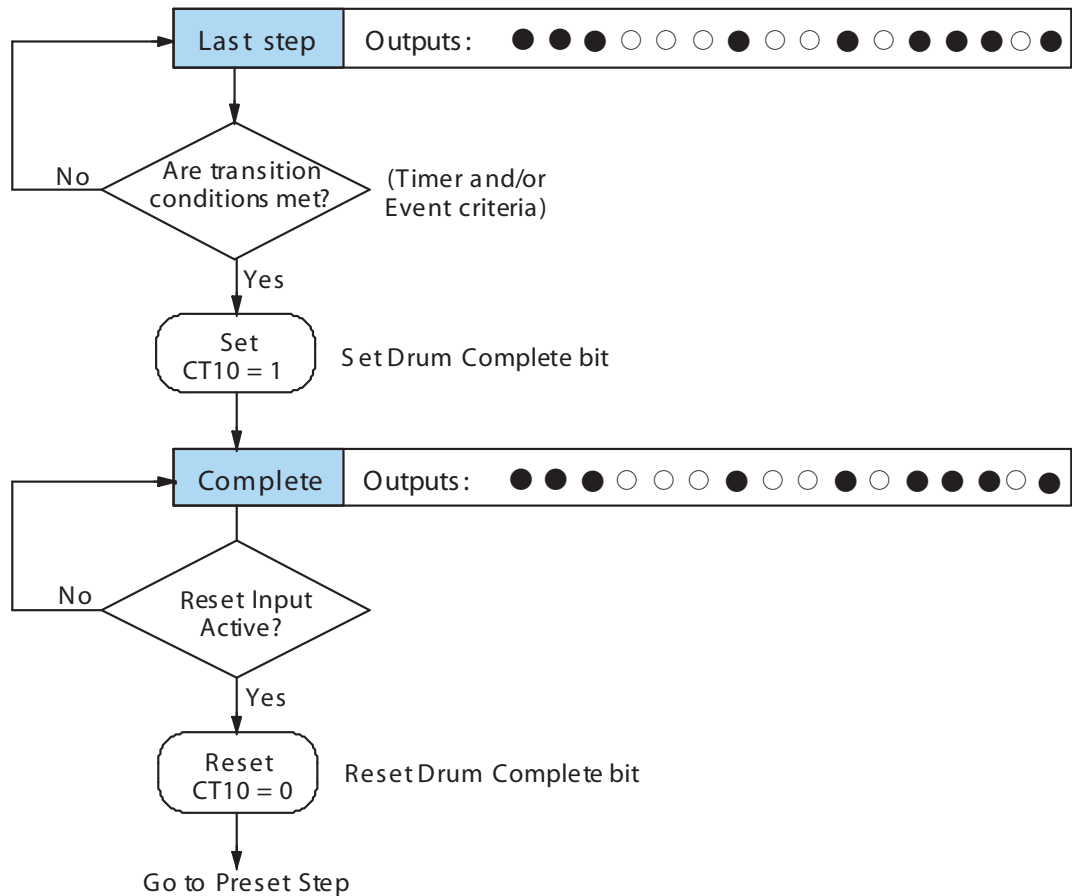 Last step Outputs:
Are transition
conditions met?
(Timer and/or
Event criteria)
No
Yes
Set
CT10 = 1
Set Drum Complete bit
Complete Outputs:
No
Reset Input
Active?
Yes
Reset
CT10 = 0
Reset Drum Complete bit
Go to Preset Step